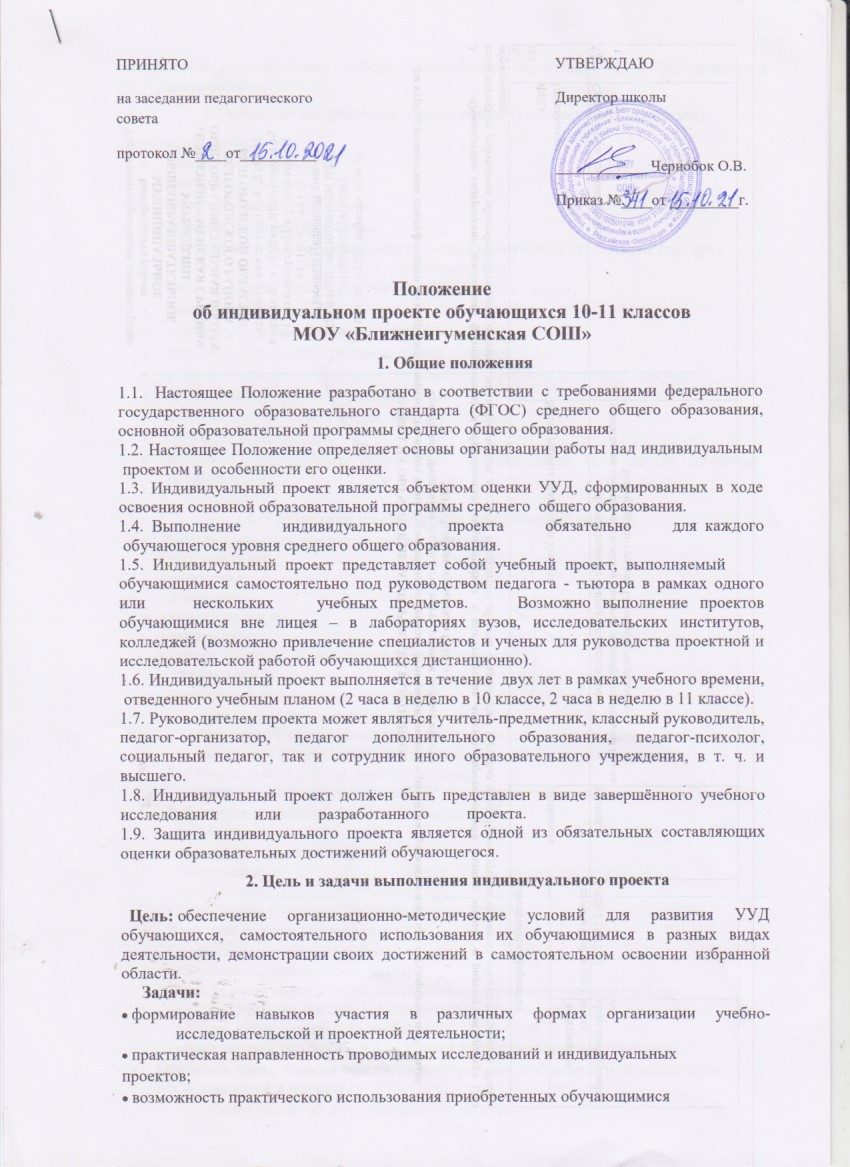 ПРИНЯТО
УТВЕРЖДАЮ
на заседании педагогического
совета
Директор школы
протокол № 2 от 15.10.2021
Чернобок О.В.
Приказ № 341 от 15.10.21 г.
Положение
об индивидуальном проекте обучающихся 10-11 классов
МОУ «Ближнеигуменская СОШ»
1. Общие положения
1.1. Настоящее Положение разработано в соответствии с требованиями федерального
государственного образовательного стандарта (ФГОС) среднего общего образования,
основной образовательной программы среднего общего образования.
1.2. Настоящее Положение определяет основы организации работы над индивидуальным
проектом и особенности его оценки.
1.3. Индивидуальный проект является объектом оценки УУД, сформированных в ходе
освоения основной образовательной программы среднего общего образования.
1.4. Выполнение индивидуального проекта обязательно для каждого
обучающегося уровня среднего общего образования.
1.5. Индивидуальный проект представляет собой учебный проект, выполняемый
обучающимися самостоятельно под руководством педагога - тьютора в рамках одного
или нескольких учебных предметов. Возможно выполнение проектов
обучающимися вне лицея – в лабораториях вузов, исследовательских институтов,
колледжей (возможно привлечение специалистов и ученых для руководства проектной и
исследовательской работой обучающихся дистанционно).
1.6. Индивидуальный проект выполняется в течение двух лет в рамках учебного времени,
отведенного учебным планом (2 часа в неделю в 10 классе, 2 часа в неделю в 11 классе).
1.7. Руководителем проекта может являться учитель-предметник, классный руководитель,
педагог-организатор, педагог дополнительного образования, педагог-психолог,
социальный педагог, так и сотрудник иного образовательного учреждения, в т. ч. и
высшего.
1.8. Индивидуальный проект должен быть представлен в виде завершённого учебного
исследования или разработанного проекта.
1.9. Защита индивидуального проекта является одной из обязательных составляющих
оценки образовательных достижений обучающегося.
2. Цель и задачи выполнения индивидуального проекта
Цель: обеспечение организационно-методические условий для развития УУД
обучающихся, самостоятельного использования их обучающимися в разных видах
деятельности, демонстрации своих достижений в самостоятельном освоении избранной
области.
Задачи:
• формирование навыков участия в различных формах организации учебно-
исследовательской и проектной деятельности;
• практическая направленность проводимых исследований и индивидуальных
проектов;
• возможность практического использования приобретенных обучающимися